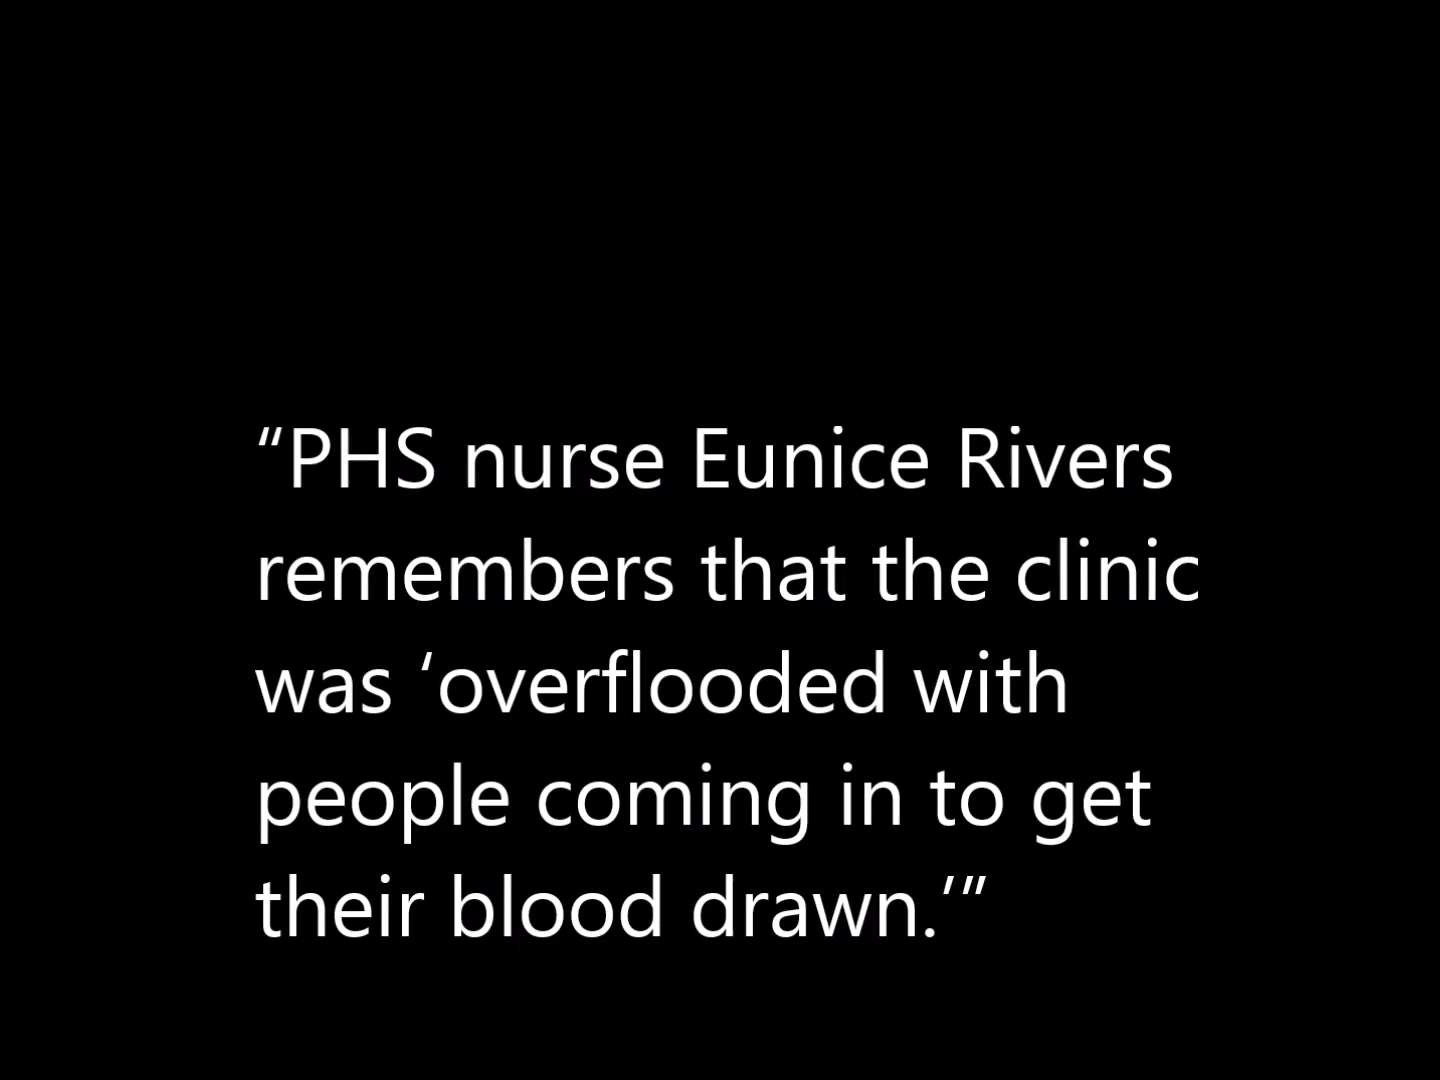 “PHS nurse Eunice Rivers
remembers that the clinic
was ‘overflooded with
people coming in to get
their blood drawn.’”